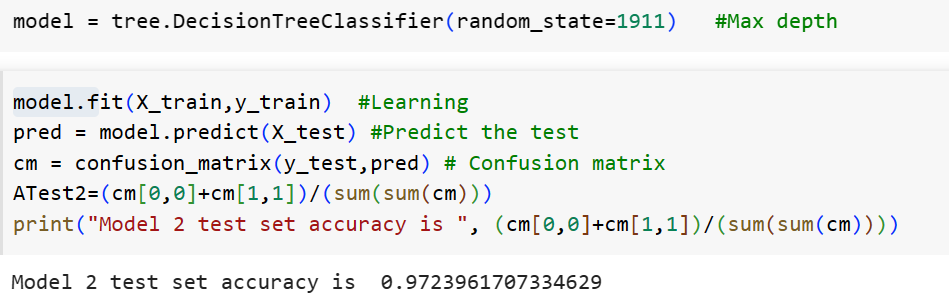 model = tree.DecisionTreeClassifier(random_state=1911)   #Max depth
model.fit(X_train,y_train)  #Learning
pred = model.predict(X_test) #Predict the test
cm = confusion_matrix(y_test,pred) # Confusion matrix
ATest2=(cm[0,0]+cm[1,1])/(sum(sum(cm)))
print("Model 2 test set accuracy is ", (cm[0,0]+cm[1,1])/(sum(sum(cm))))
Model 2 test set accuracy is  0.9723961707334629